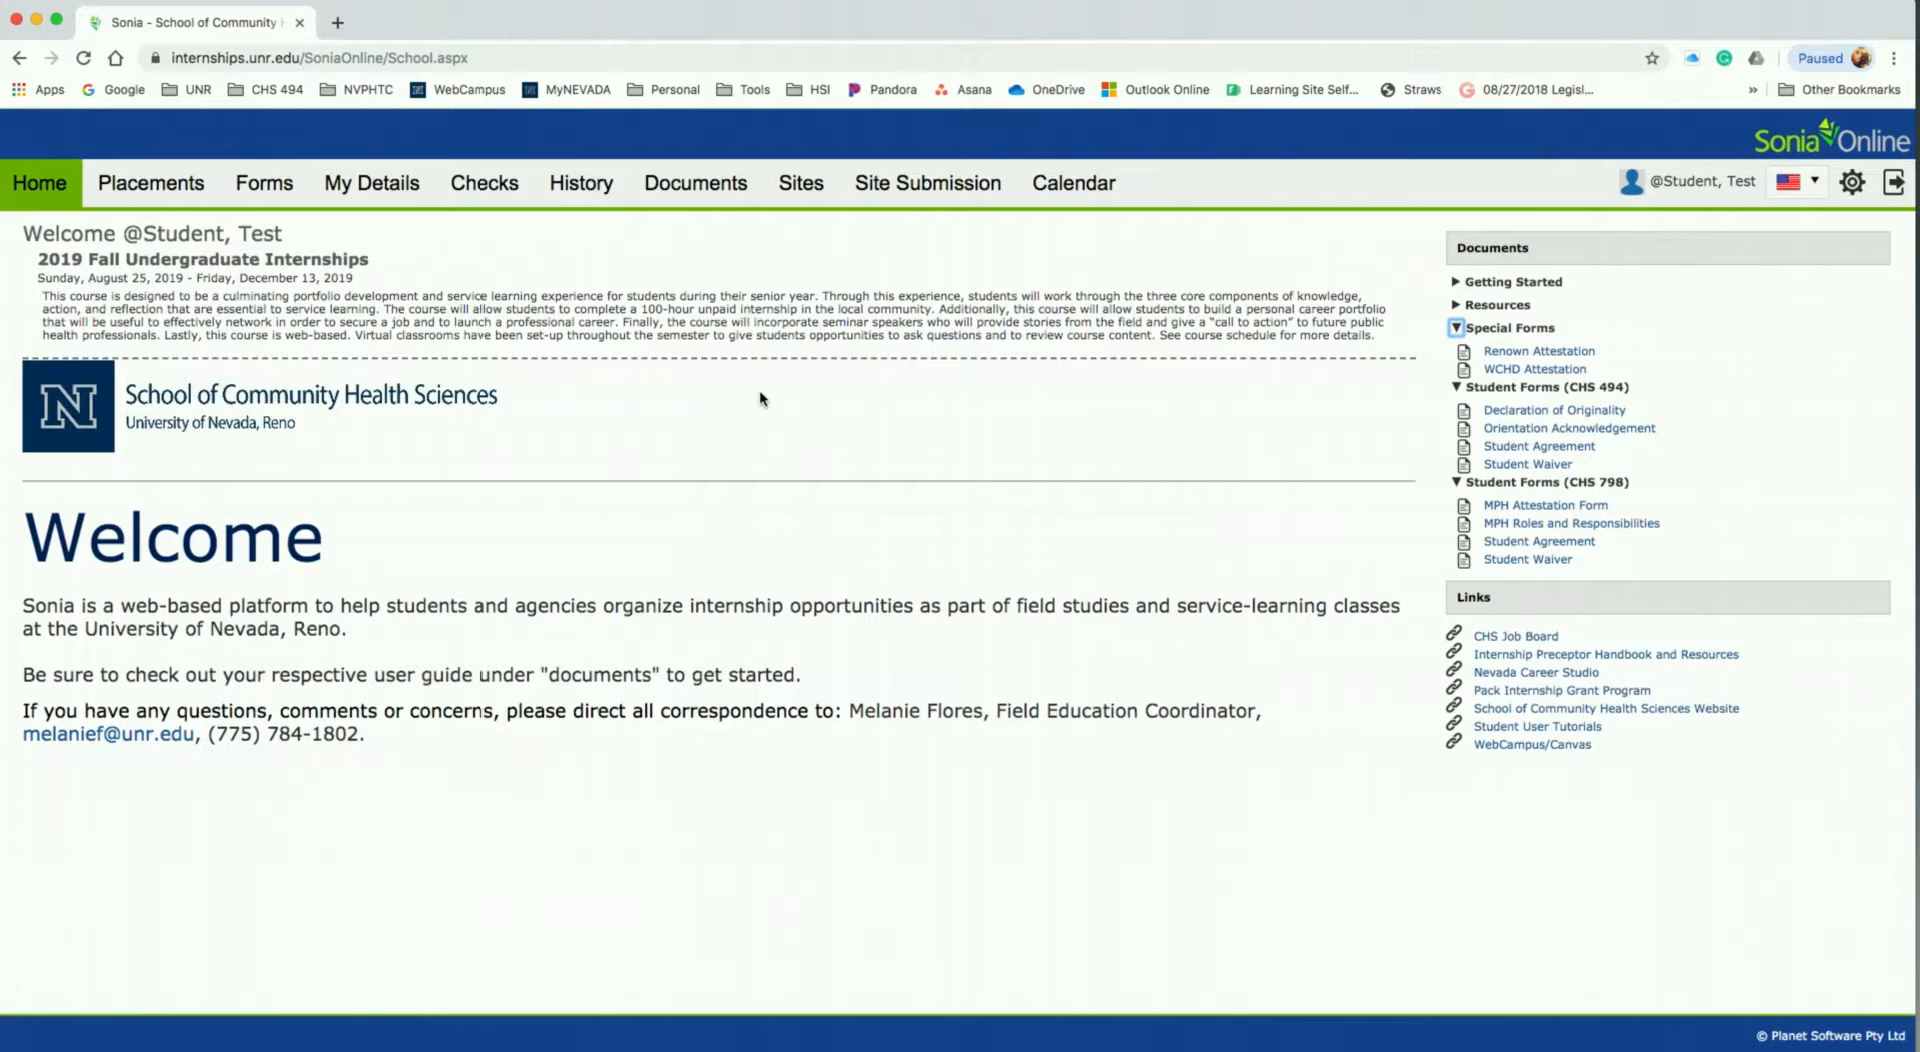 Sonia - School of Community H
internships.unr.edu/SoniaOnline/School.aspx
Paused
Apps Google UNR CHS 494 NVPHTC WebCampus MyNEVADA Personal Tools HSI Pandora Asana OneDrive Outlook Online Learning Site Self... Straws 08/27/2018 Legisl... » Other Bookmarks
Sonia Online
Home Placements Forms My Details Checks History Documents Sites Site Submission Calendar @Student, Test
Welcome @Student, Test
2019 Fall Undergraduate Internships
Sunday, August 25, 2019 - Friday, December 13, 2019
This course is designed to be a culminating portfolio development and service learning experience for students during their senior year. Through this experience, students will work through the three core components of knowledge,
action, and reflection that are essential to service learning. The course will allow students to complete a 100-hour unpaid internship in the local community. Additionally, this course will allow students to build a personal career portfolio
that will be useful to effectively network in order to secure a job and to launch a professional career. Finally, the course will incorporate seminar speakers who will provide stories from the field and give a "call to action" to future public
health professionals. Lastly, this course is web-based. Virtual classrooms have been set-up throughout the semester to give students opportunities to ask questions and to review course content. See course schedule for more details.
N
School of Community Health Sciences
University of Nevada, Reno
Welcome
Sonia is a web-based platform to help students and agencies organize internship opportunities as part of field studies and service-learning classes
at the University of Nevada, Reno.
Be sure to check out your respective user guide under "documents" to get started.
If you have any questions, comments or concerns, please direct all correspondence to: Melanie Flores, Field Education Coordinator,
melanief@unr.edu, (775) 784-1802.
Documents
Getting Started
Resources
Special Forms
Renown Attestation
WCHD Attestation
Student Forms (CHS 494)
Declaration of Originality
Orientation Acknowledgement
Student Agreement
Student Waiver
Student Forms (CHS 798)
MPH Attestation Form
MPH Roles and Responsibilities
Student Agreement
Student Waiver
Links
CHS Job Board
Internship Preceptor Handbook and Resources
Nevada Career Studio
Pack Internship Grant Program
School of Community Health Sciences Website
Student User Tutorials
WebCampus/Canvas
© Planet Software Pty Ltd